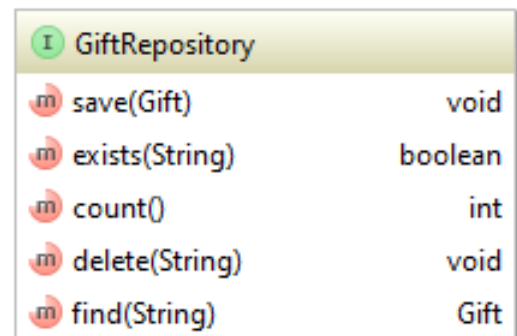 I GiftRepository
m save(Gift) void
m exists(String) boolean
m count() int
m delete(String) void
m find(String) Gift